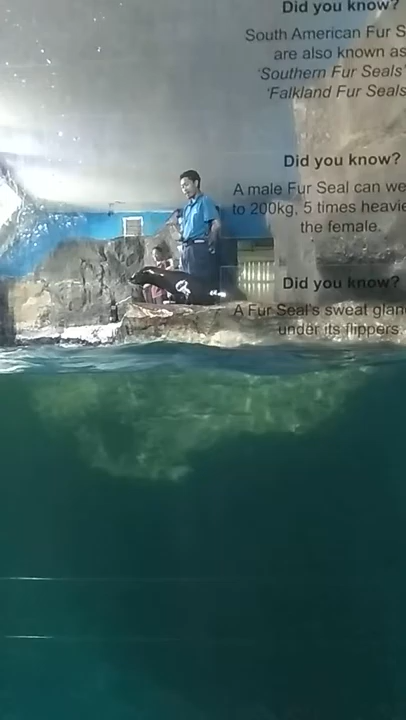 Did you know?
South American Fur S
are also known as
'Southern Fur Seals'
'Falkland Fur Seals
Did you know?
A male Fur Seal can we
to 200kg, 5 times heavie
the female.
Did you know?
A Fur Seal's sweat glan
under its flippers.